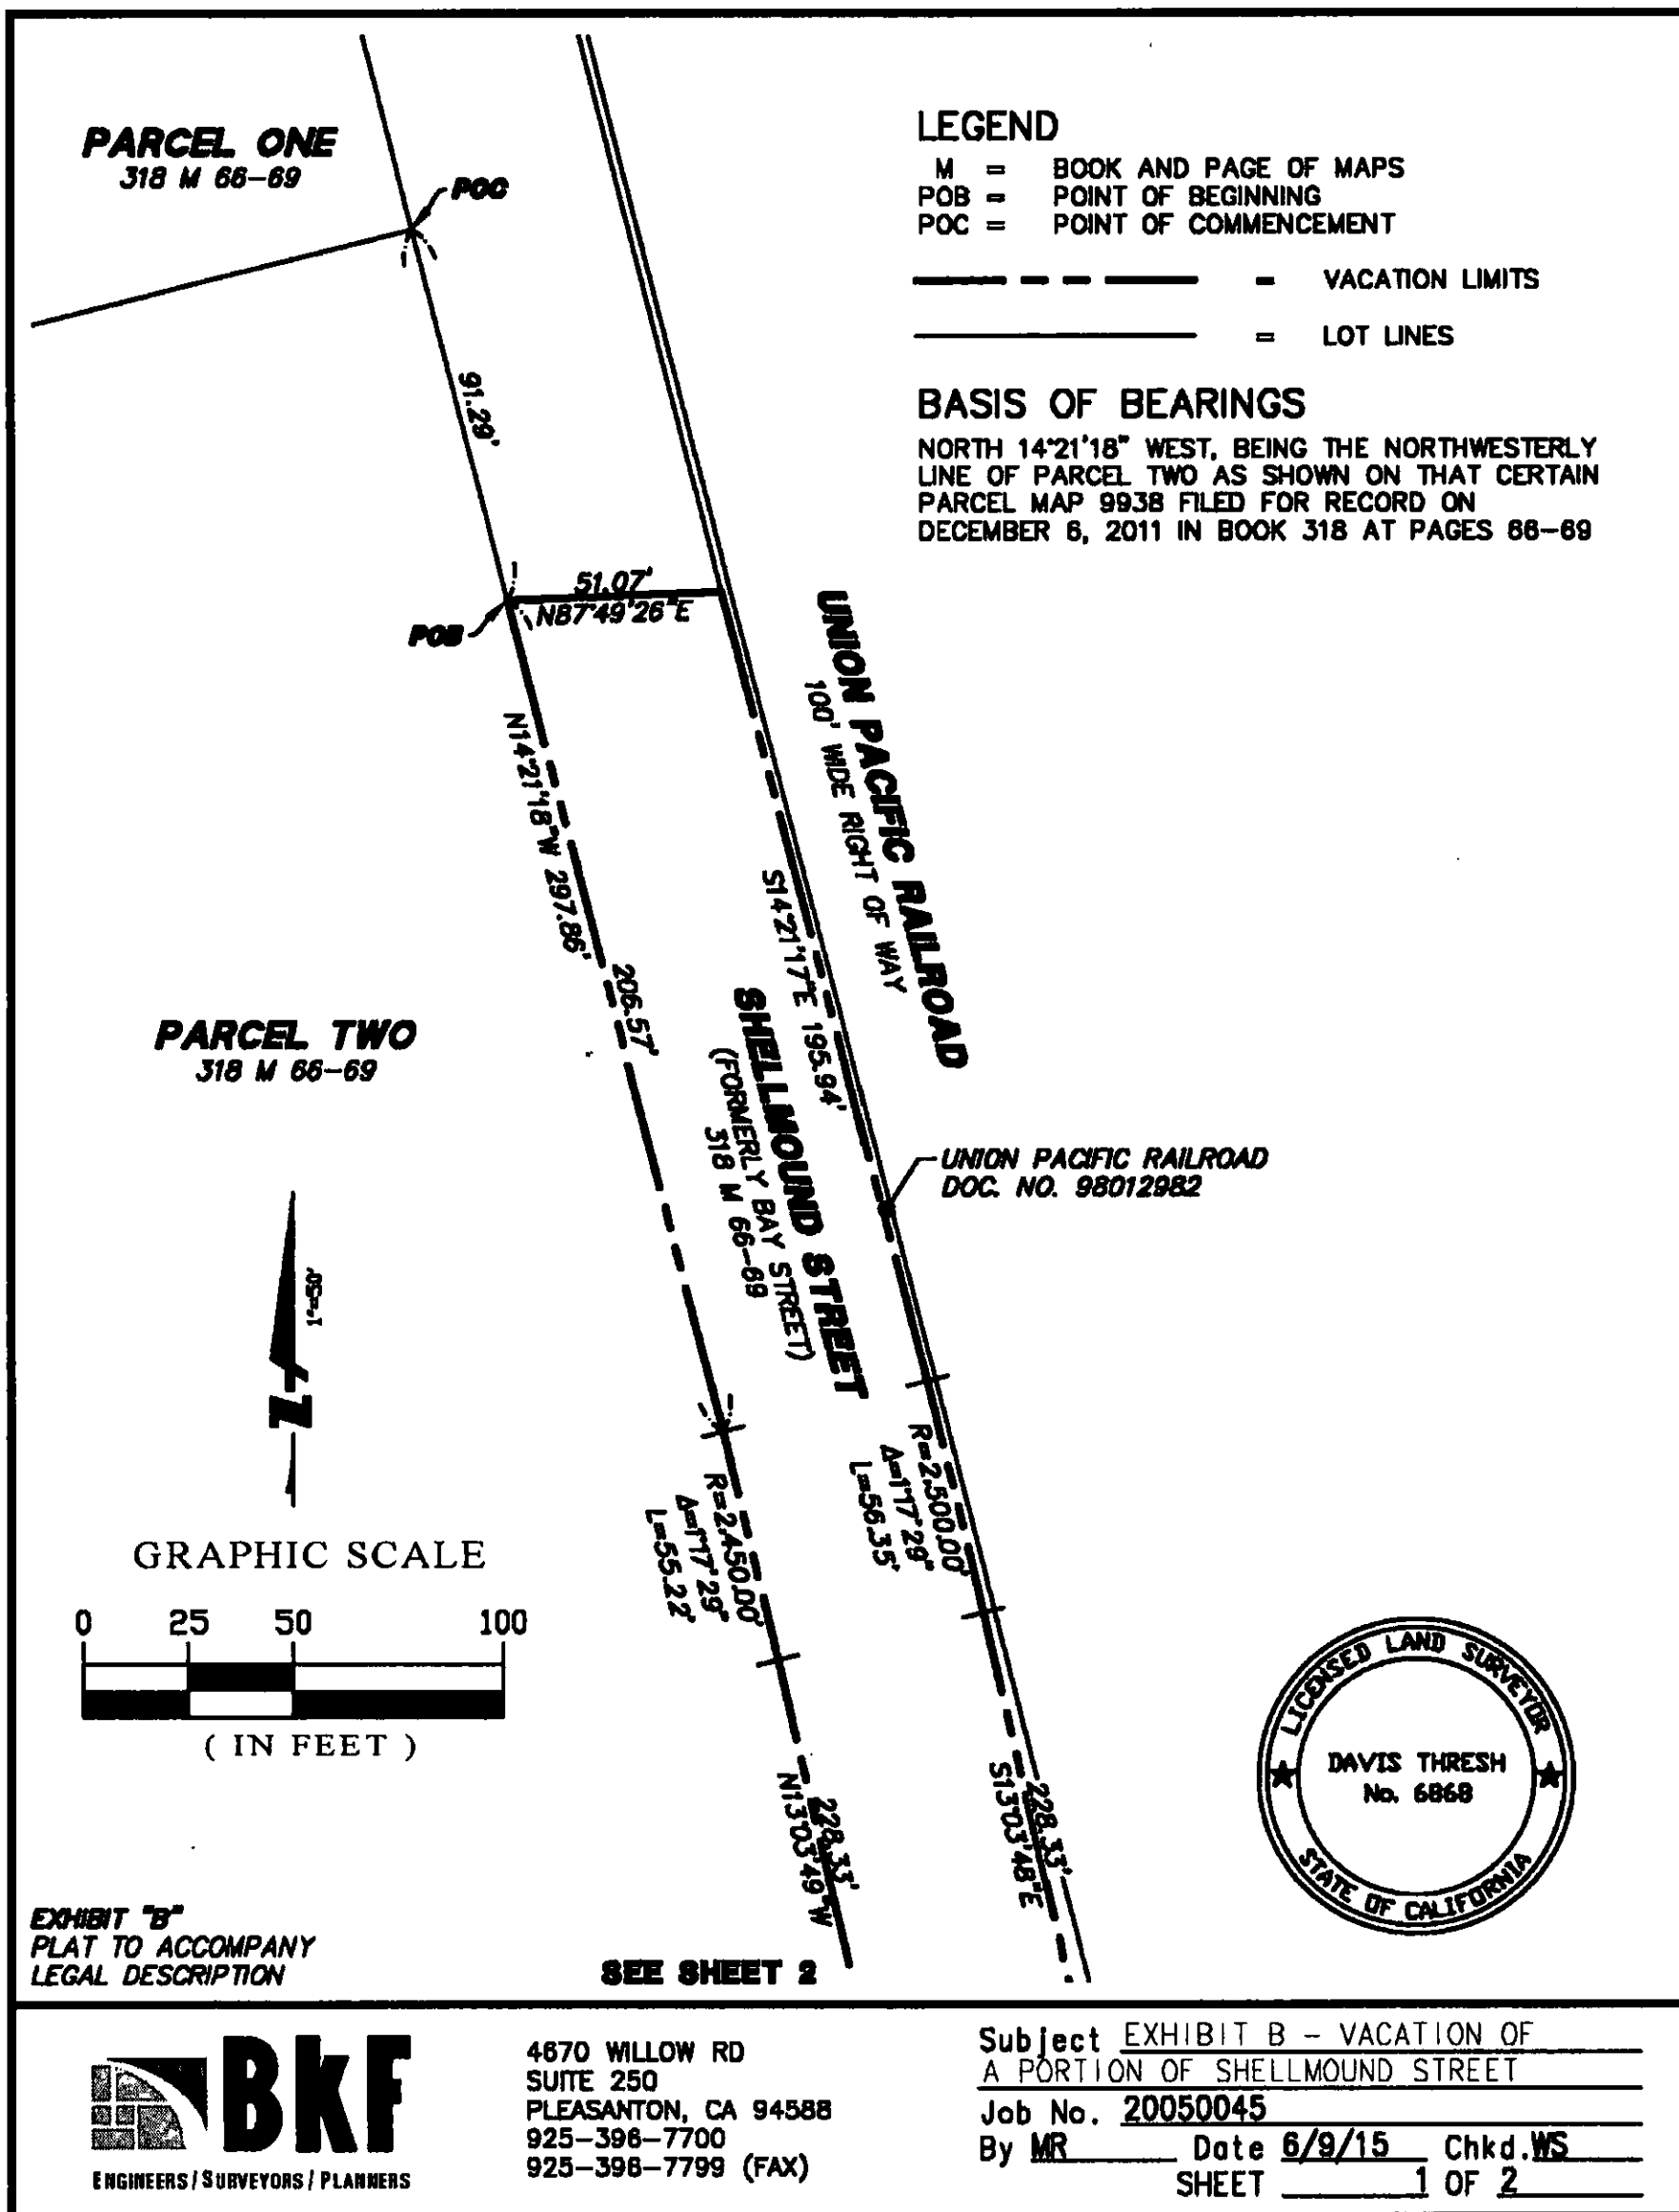 PARCEL ONE
318 M 66-69
POC
91.29'
51.07'
N87°49'26"E
POB
N14°21'18"W 297.86'
206.57'
PARCEL TWO
318 M 66-69
LEGEND
M = BOOK AND PAGE OF MAPS
POB = POINT OF BEGINNING
POC = POINT OF COMMENCEMENT
= VACATION LIMITS
= LOT LINES
BASIS OF BEARINGS
NORTH 14°21'18" WEST, BEING THE NORTHWESTERLY
LINE OF PARCEL TWO AS SHOWN ON THAT CERTAIN
PARCEL MAP 9938 FILED FOR RECORD ON
DECEMBER 6, 2011 IN BOOK 318 AT PAGES 66-69
UNION PACIFIC RAILROAD
100' WIDE RIGHT OF WAY
S14°21'17"E 195.94'
SHELLMOUND STREET
(FORMERLY BAY STREET)
318 M 66-69
UNION PACIFIC RAILROAD
DOC. NO. 98012982
1"=50'
R=2,500.00'
Δ=1°17'29"
L=56.35'
R=2,450.00'
Δ=1°17'29"
L=55.22'
GRAPHIC SCALE
0 25 50 100
( IN FEET )
228.33'
N13°03'49"W
228.33'
S13°03'48"E
LICENSED LAND SURVEYOR
DAVIS THRESH
No. 6868
STATE OF CALIFORNIA
EXHIBIT "B"
PLAT TO ACCOMPANY
LEGAL DESCRIPTION
SEE SHEET 2
BKF
ENGINEERS / SURVEYORS / PLANNERS
4670 WILLOW RD
SUITE 250
PLEASANTON, CA 94588
925-396-7700
925-396-7799 (FAX)
Subject EXHIBIT B - VACATION OF
A PORTION OF SHELLMOUND STREET
Job No. 20050045
By MR Date 6/9/15 Chkd. WS
SHEET 1 OF 2